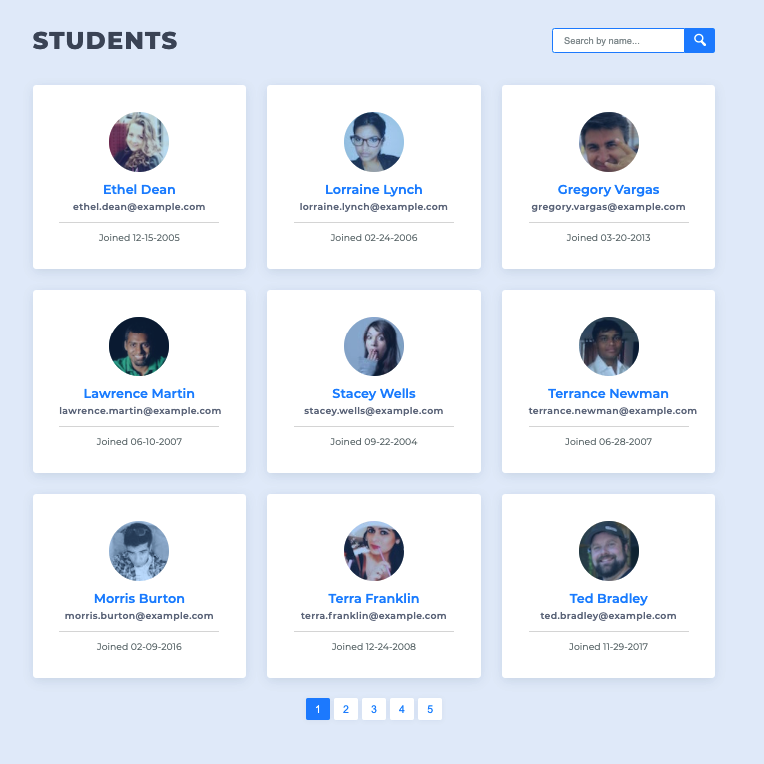 STUDENTS
Search by name...
Ethel Dean
ethel.dean@example.com
Joined 12-15-2005
Lorraine Lynch
lorraine.lynch@example.com
Joined 02-24-2006
Gregory Vargas
gregory.vargas@example.com
Joined 03-20-2013
Lawrence Martin
lawrence.martin@example.com
Joined 06-10-2007
Stacey Wells
stacey.wells@example.com
Joined 09-22-2004
Terrance Newman
terrance.newman@example.com
Joined 06-28-2007
Morris Burton
morris.burton@example.com
Joined 02-09-2016
Terra Franklin
terra.franklin@example.com
Joined 12-24-2008
Ted Bradley
ted.bradley@example.com
Joined 11-29-2017
1 2 3 4 5